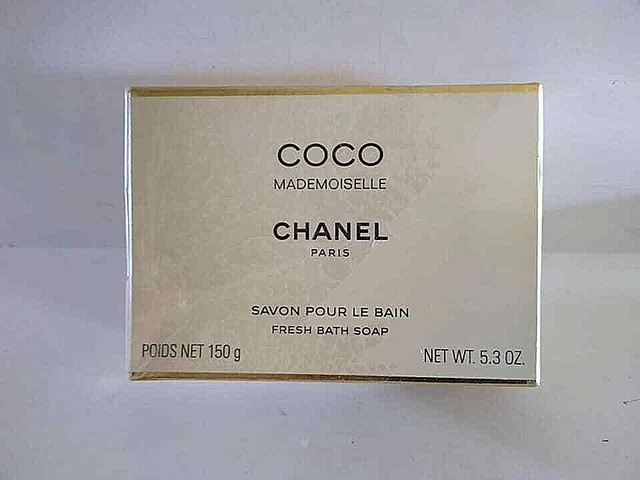 COCO
MADEMOISELLE
CHANEL
PARIS
SAVON POUR LE BAIN
FRESH BATH SOAP
POIDS NET 150 g NET WT. 5.3 OZ.